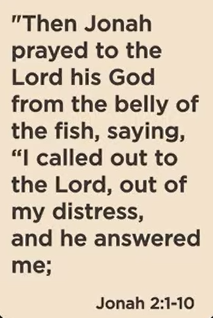 "Then Jonah
prayed to the
Lord his God
from the belly of
the fish, saying,
“I called out to
the Lord, out of
my distress,
and he answered
me;
Jonah 2:1-10